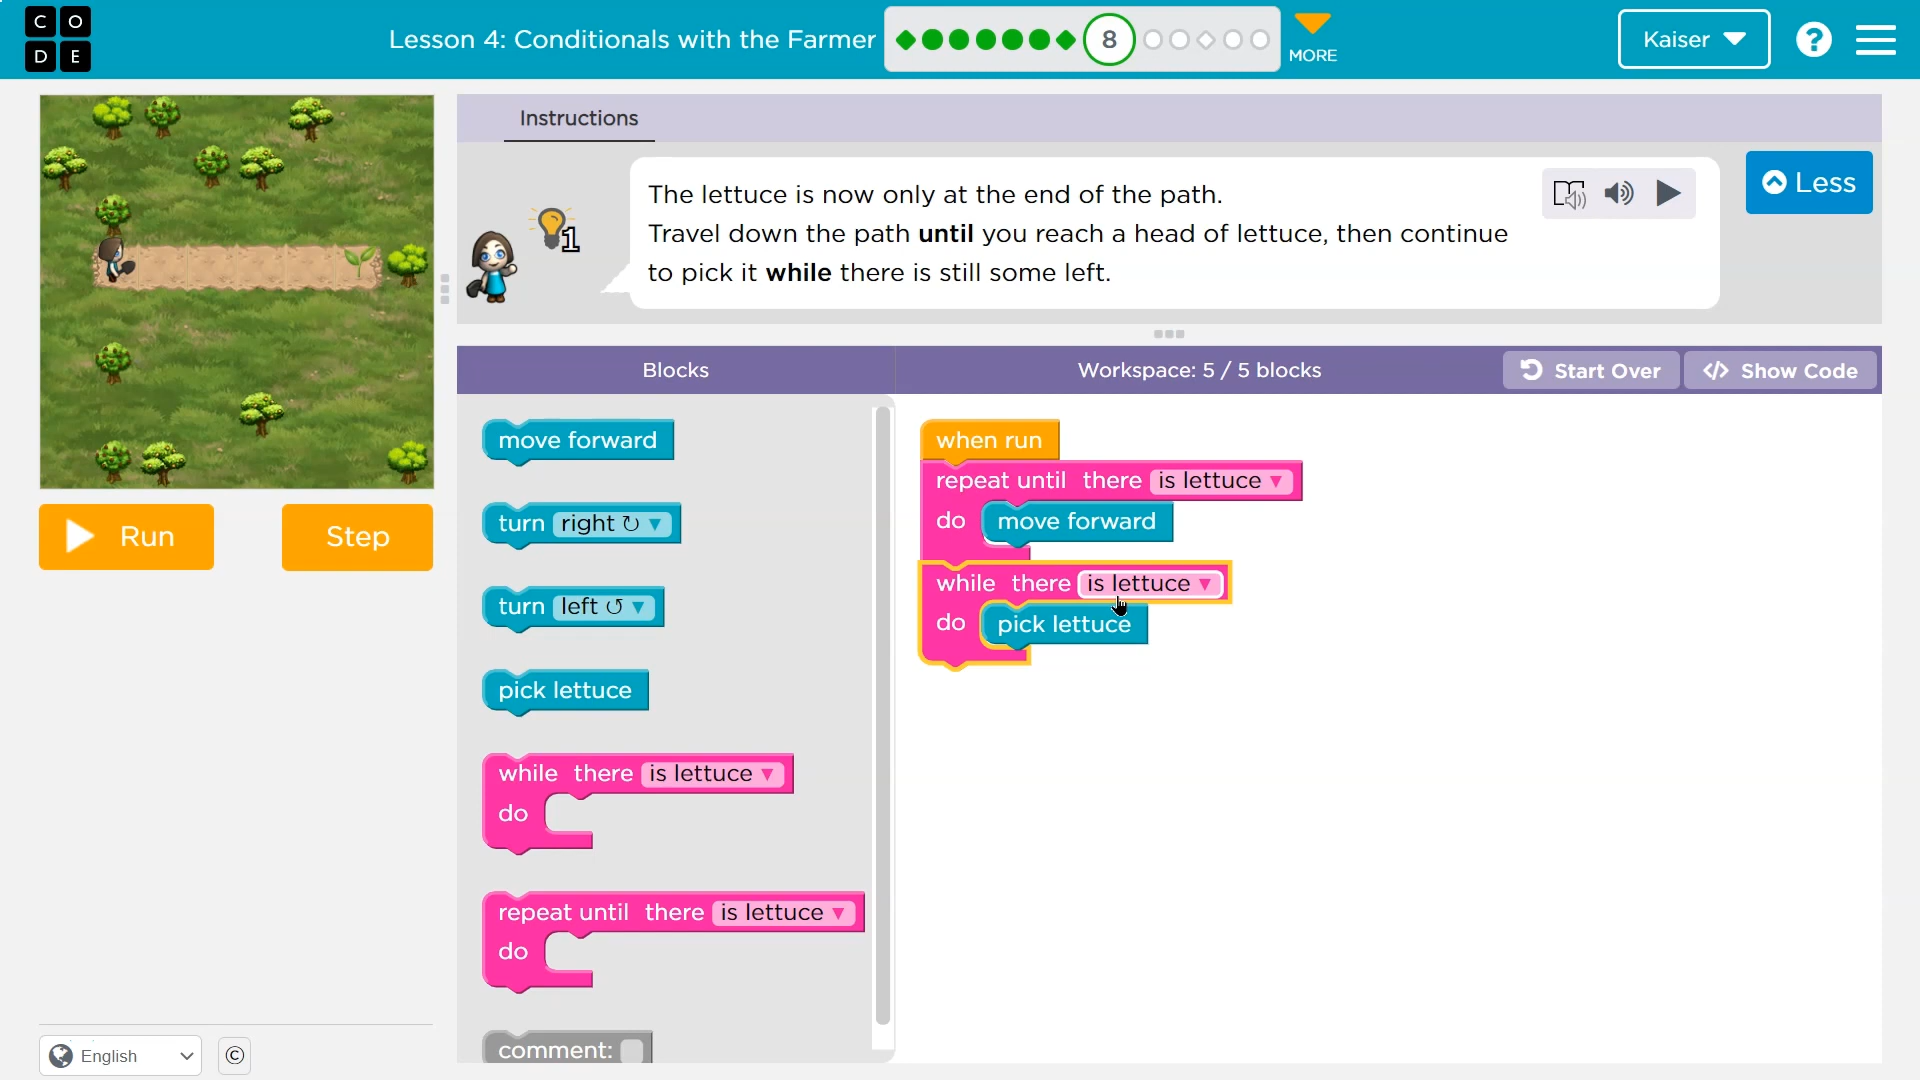 CODE
Lesson 4: Conditionals with the Farmer
8
MORE
Kaiser
?
Instructions
1
The lettuce is now only at the end of the path.
Travel down the path until you reach a head of lettuce, then continue
to pick it while there is still some left.
Less
Blocks
Workspace: 5 / 5 blocks
Start Over
</> Show Code
Run
Step
move forward
turn right ↻ ▼
turn left ↺ ▼
pick lettuce
while there is lettuce ▼
do
repeat until there is lettuce ▼
do
comment:
when run
repeat until there is lettuce ▼
do move forward
while there is lettuce ▼
do pick lettuce
English
©